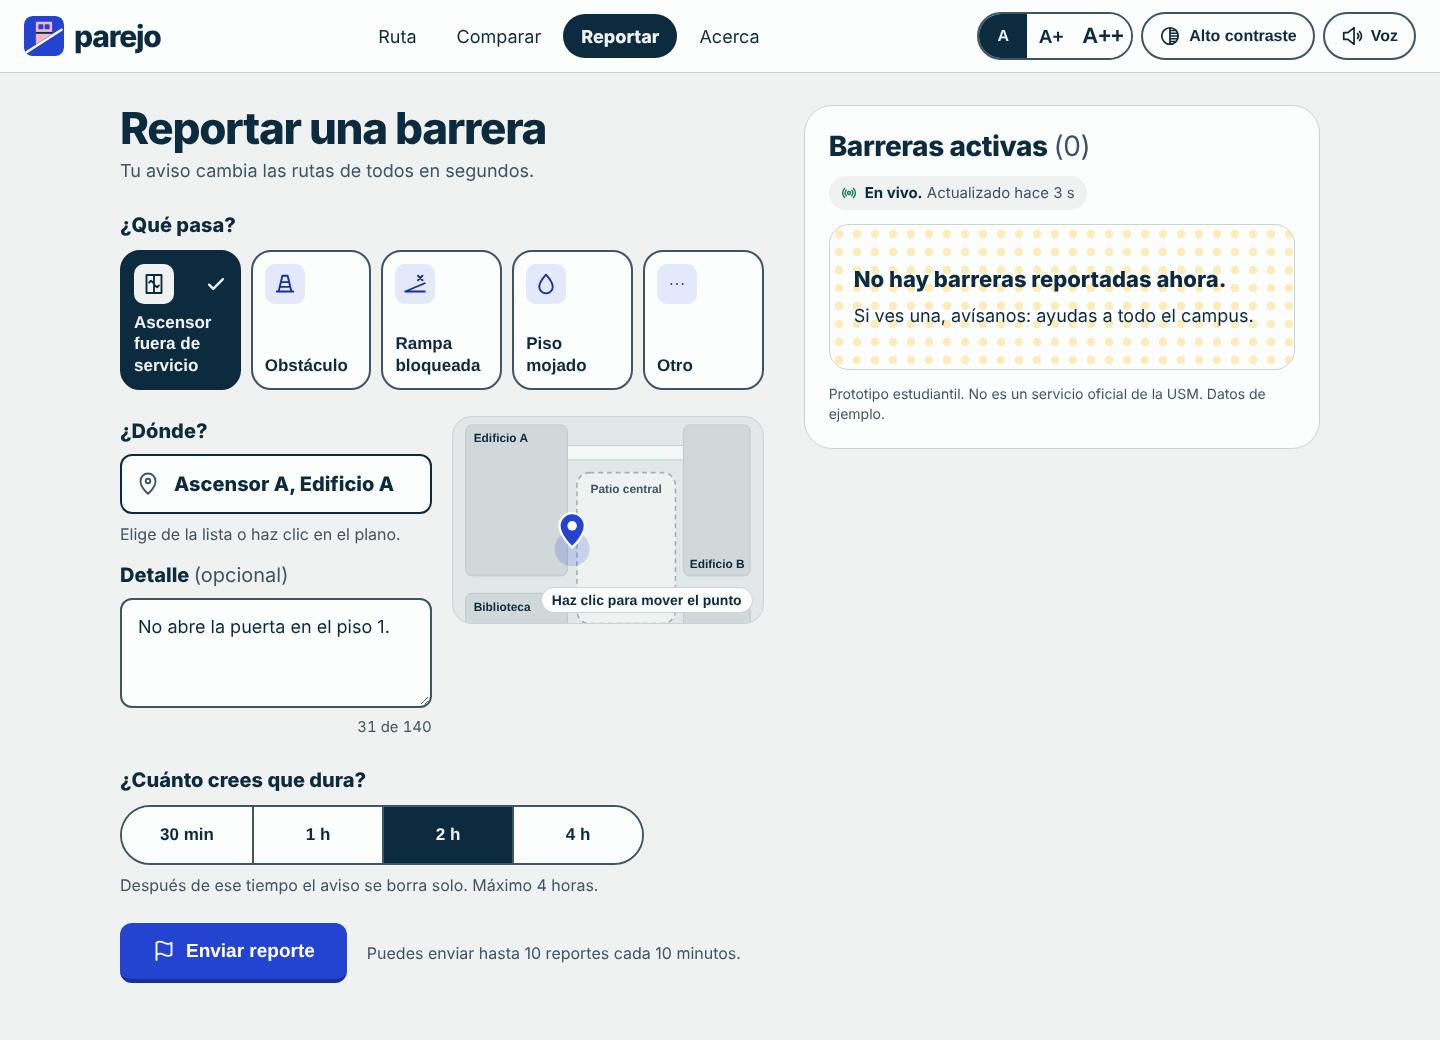 parejo
Ruta
Comparar
Reportar
Acerca
A
A+
A++
Alto contraste
Voz
Reportar una barrera
Tu aviso cambia las rutas de todos en segundos.
¿Qué pasa?
Ascensor
fuera de
servicio
Obstáculo
Rampa
bloqueada
Piso
mojado
Otro
¿Dónde?
Ascensor A, Edificio A
Elige de la lista o haz clic en el plano.
Detalle (opcional)
No abre la puerta en el piso 1.
31 de 140
Edificio A
Patio central
Edificio B
Biblioteca
Haz clic para mover el punto
¿Cuánto crees que dura?
30 min
1 h
2 h
4 h
Después de ese tiempo el aviso se borra solo. Máximo 4 horas.
Enviar reporte
Puedes enviar hasta 10 reportes cada 10 minutos.
Barreras activas (0)
En vivo. Actualizado hace 3 s
No hay barreras reportadas ahora.
Si ves una, avísanos: ayudas a todo el campus.
Prototipo estudiantil. No es un servicio oficial de la USM. Datos de
ejemplo.